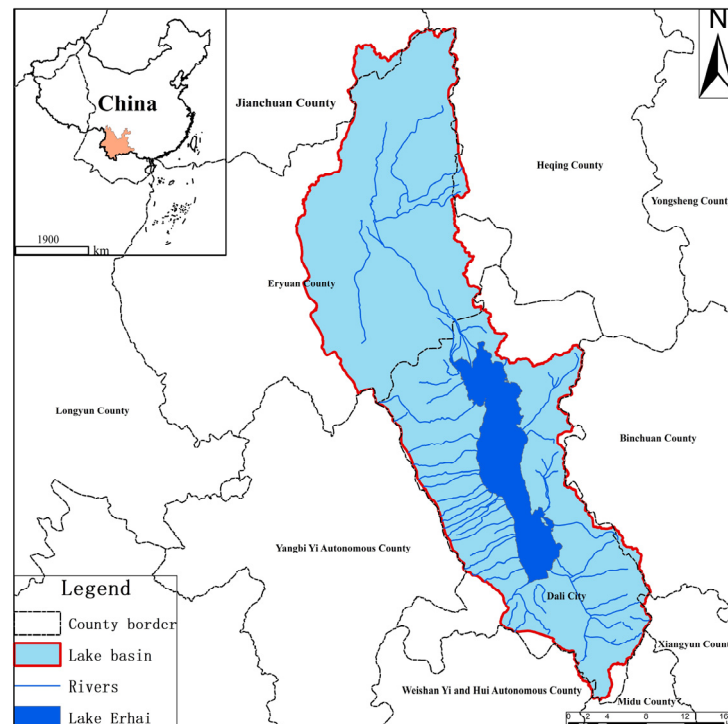 N
China
Jianchuan County
Heqing County
Yongsheng Count
1900
km
Eryuan County
Longyun County
Binchuan County
Yangbi Yi Autonomous County
Legend
County border
Lake basin
Rivers
Lake Erhai
Dali City
Xiangyun Count
Weishan Yi and Hui Autonomous County
Midu County
0 2 4 8 12 16